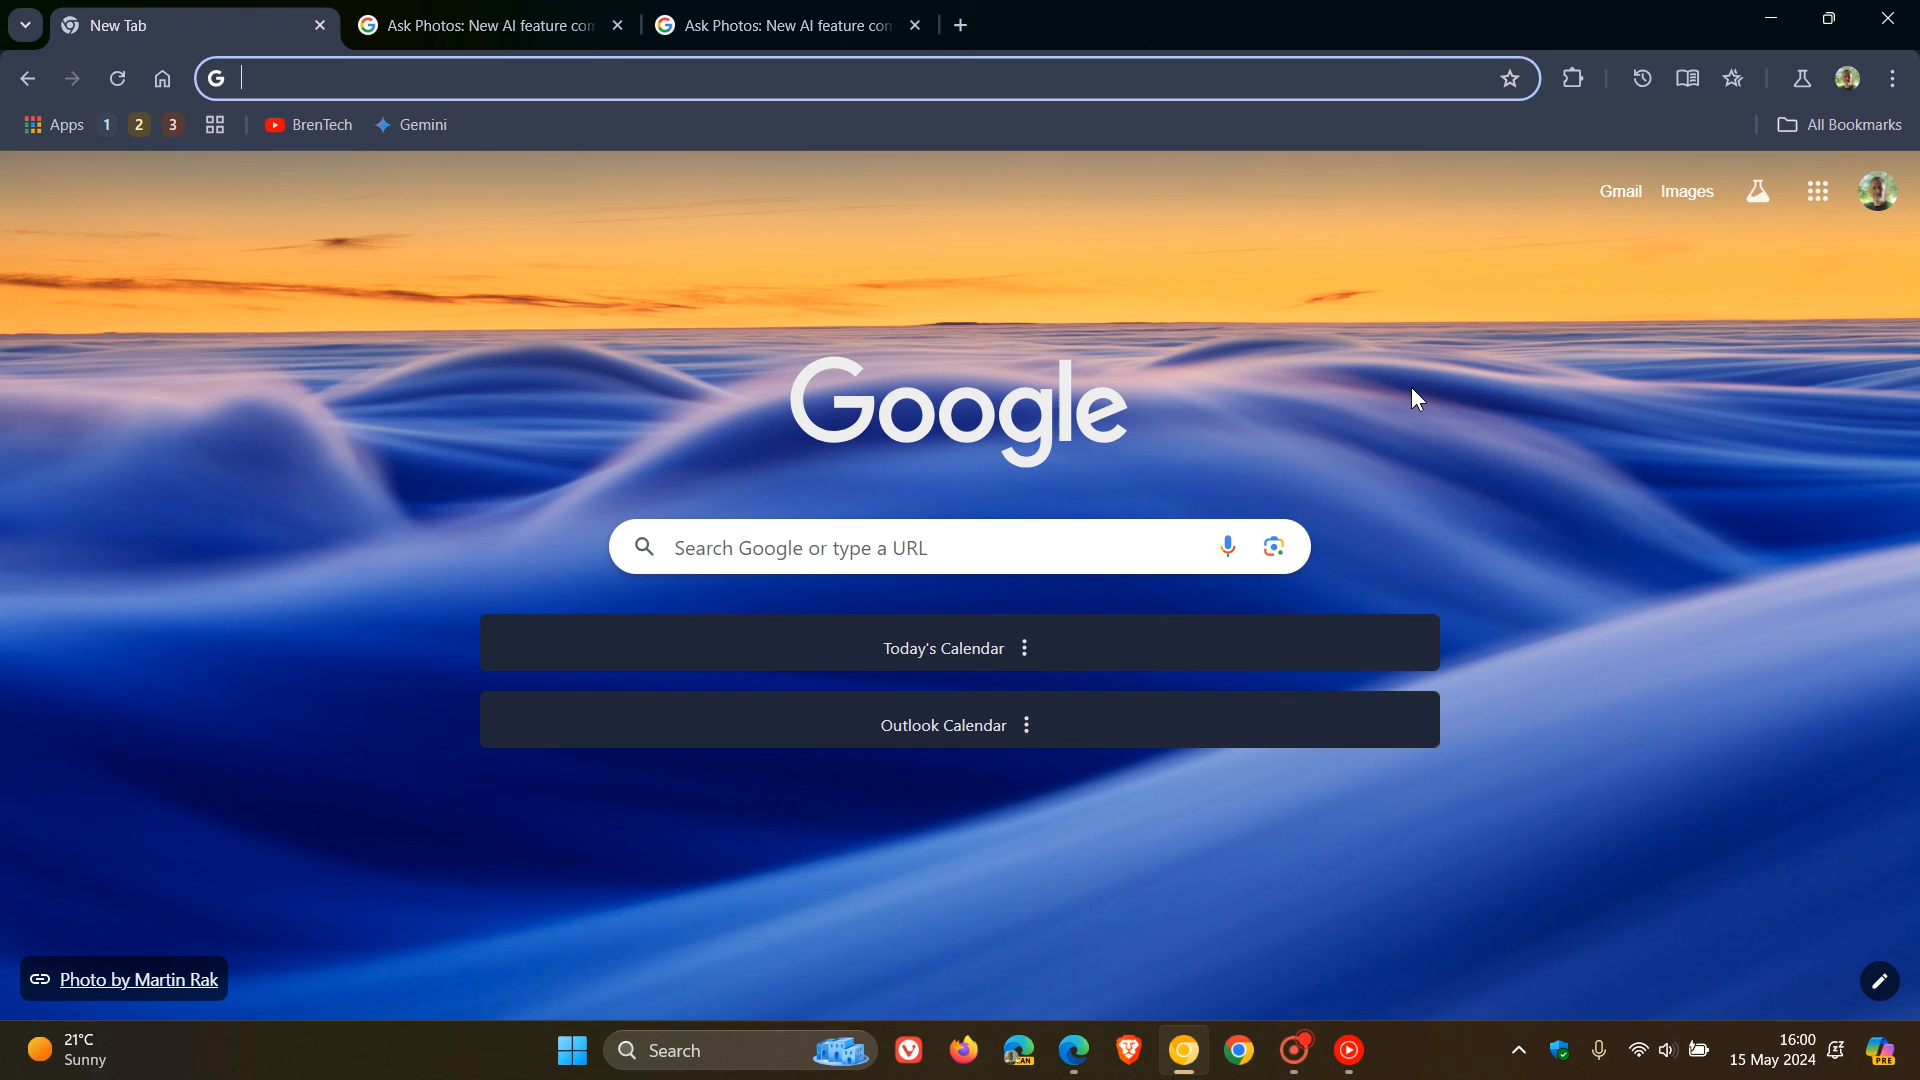 New Tab
Ask Photos: New AI feature con
Ask Photos: New AI feature con
Apps
1
2
3
BrenTech
Gemini
All Bookmarks
Gmail Images
Google
Search Google or type a URL
Today's Calendar
Outlook Calendar
Photo by Martin Rak
21°C
Sunny
Search
CAN
16:00
15 May 2024
PRE